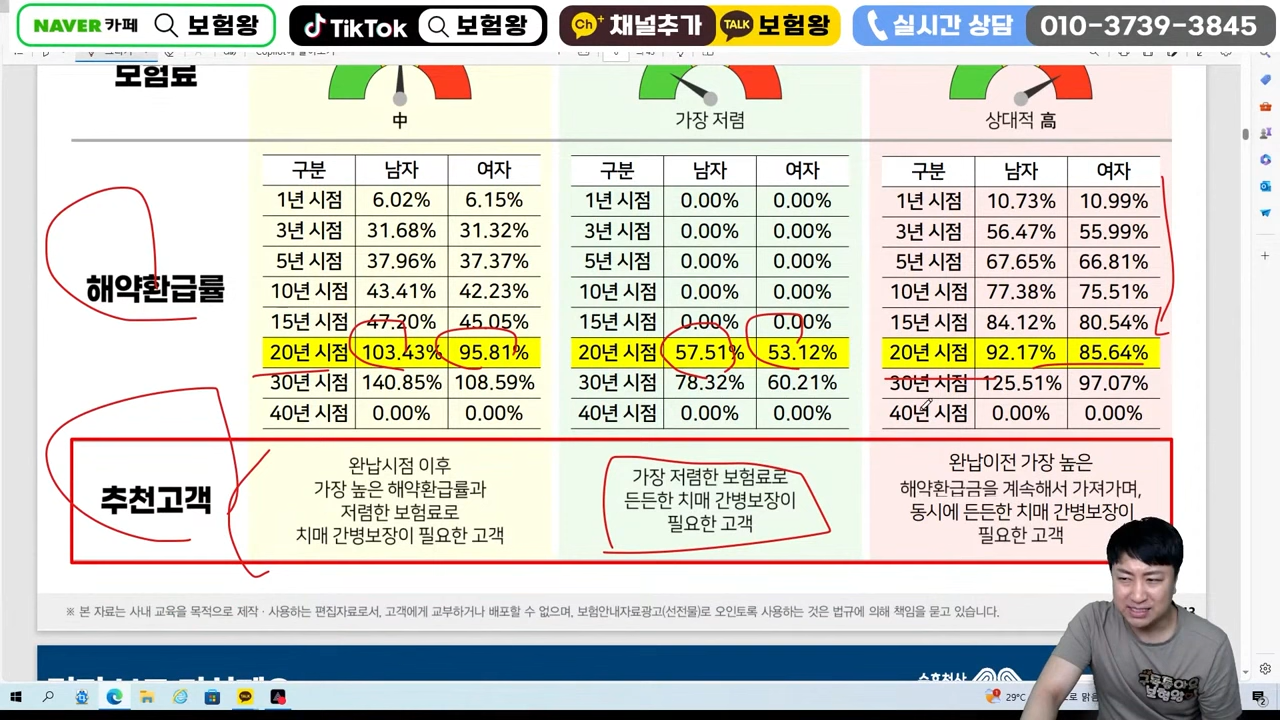 NAVER 카페 보험왕 TikTok 보험왕 Ch+ 채널추가 TALK 보험왕 실시간 상담 010-3739-3845
보험료
中 가장 저렴 상대적 高
구분 남자 여자 구분 남자 여자 구분 남자 여자
1년 시점 6.02% 6.15% 1년 시점 0.00% 0.00% 1년 시점 10.73% 10.99%
3년 시점 31.68% 31.32% 3년 시점 0.00% 0.00% 3년 시점 56.47% 55.99%
5년 시점 37.96% 37.37% 5년 시점 0.00% 0.00% 5년 시점 67.65% 66.81%
해약환급률 10년 시점 43.41% 42.23% 10년 시점 0.00% 0.00% 10년 시점 77.38% 75.51%
15년 시점 47.20% 45.05% 15년 시점 0.00% 0.00% 15년 시점 84.12% 80.54%
20년 시점 103.43% 95.81% 20년 시점 57.51% 53.12% 20년 시점 92.17% 85.64%
30년 시점 140.85% 108.59% 30년 시점 78.32% 60.21% 30년 시점 125.51% 97.07%
40년 시점 0.00% 0.00% 40년 시점 0.00% 0.00% 40년 시점 0.00% 0.00%
추천고객
완납시점 이후
가장 높은 해약환급률과
저렴한 보험료로
치매 간병보장이 필요한 고객
가장 저렴한 보험료로
든든한 치매 간병보장이
필요한 고객
완납이전 가장 높은
해약환급금을 계속해서 가져가며,
동시에 든든한 치매 간병보장이
필요한 고객
※ 본 자료는 사내 교육을 목적으로 제작·사용하는 편집자료로서, 고객에게 교부하거나 배포할 수 없으며, 보험안내자료광고(선전물)로 오인토록 사용하는 것은 법규에 의해 책임을 묻고 있습니다.
29°C